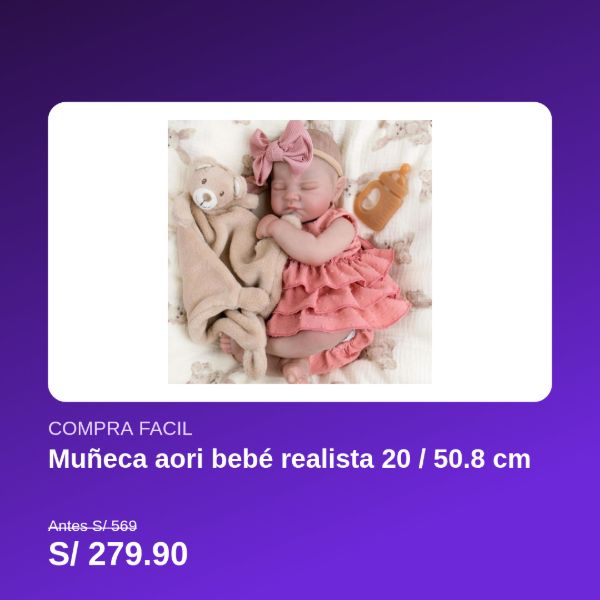 COMPRA FACIL
Muñeca aori bebé realista 20 / 50.8 cm
Antes S/ 569
S/ 279.90